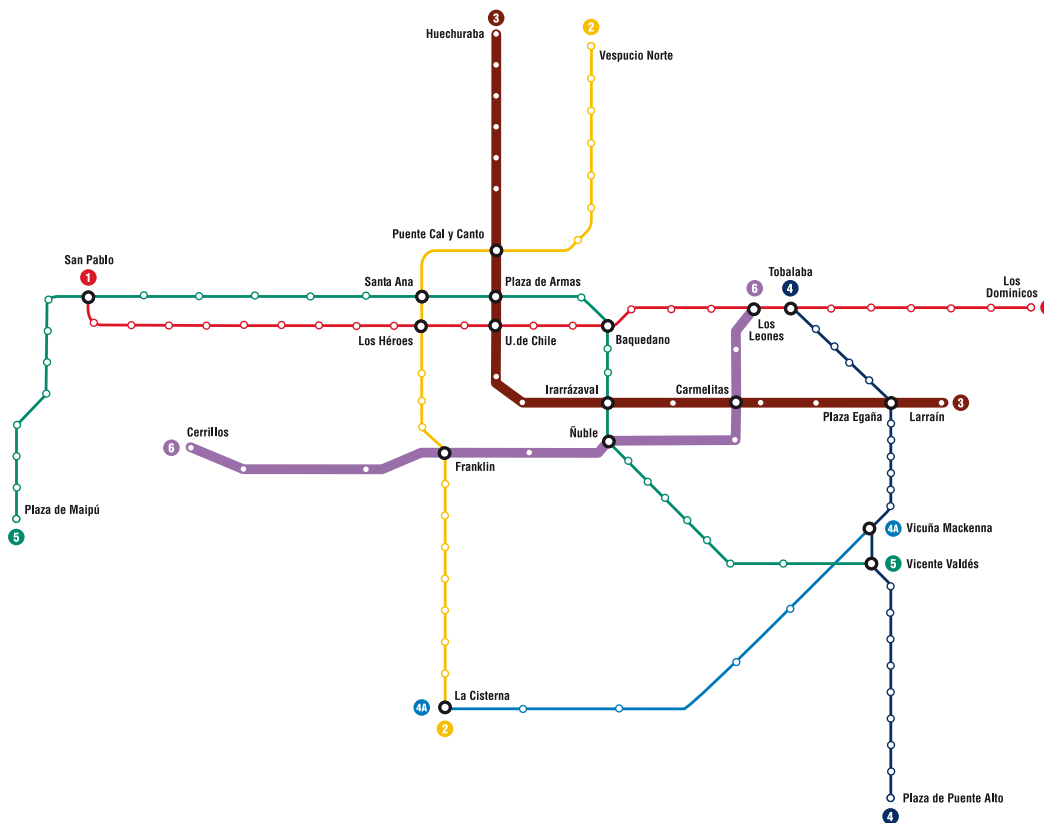 3
Huechuraba
2
Vespucio Norte
Puente Cal y Canto
San Pablo
1
Santa Ana
Plaza de Armas
6
Tobalaba
4
Los
Dominicos
Los Héroes
U.de Chile
Baquedano
Los
Leones
Irarrázaval
Carmelitas
Plaza Egaña
Larraín
3
Cerrillos
6
Ñuble
Franklin
Plaza de Maipú
5
4A
Vicuña Mackenna
5
Vicente Valdés
La Cisterna
4A
2
Plaza de Puente Alto
4